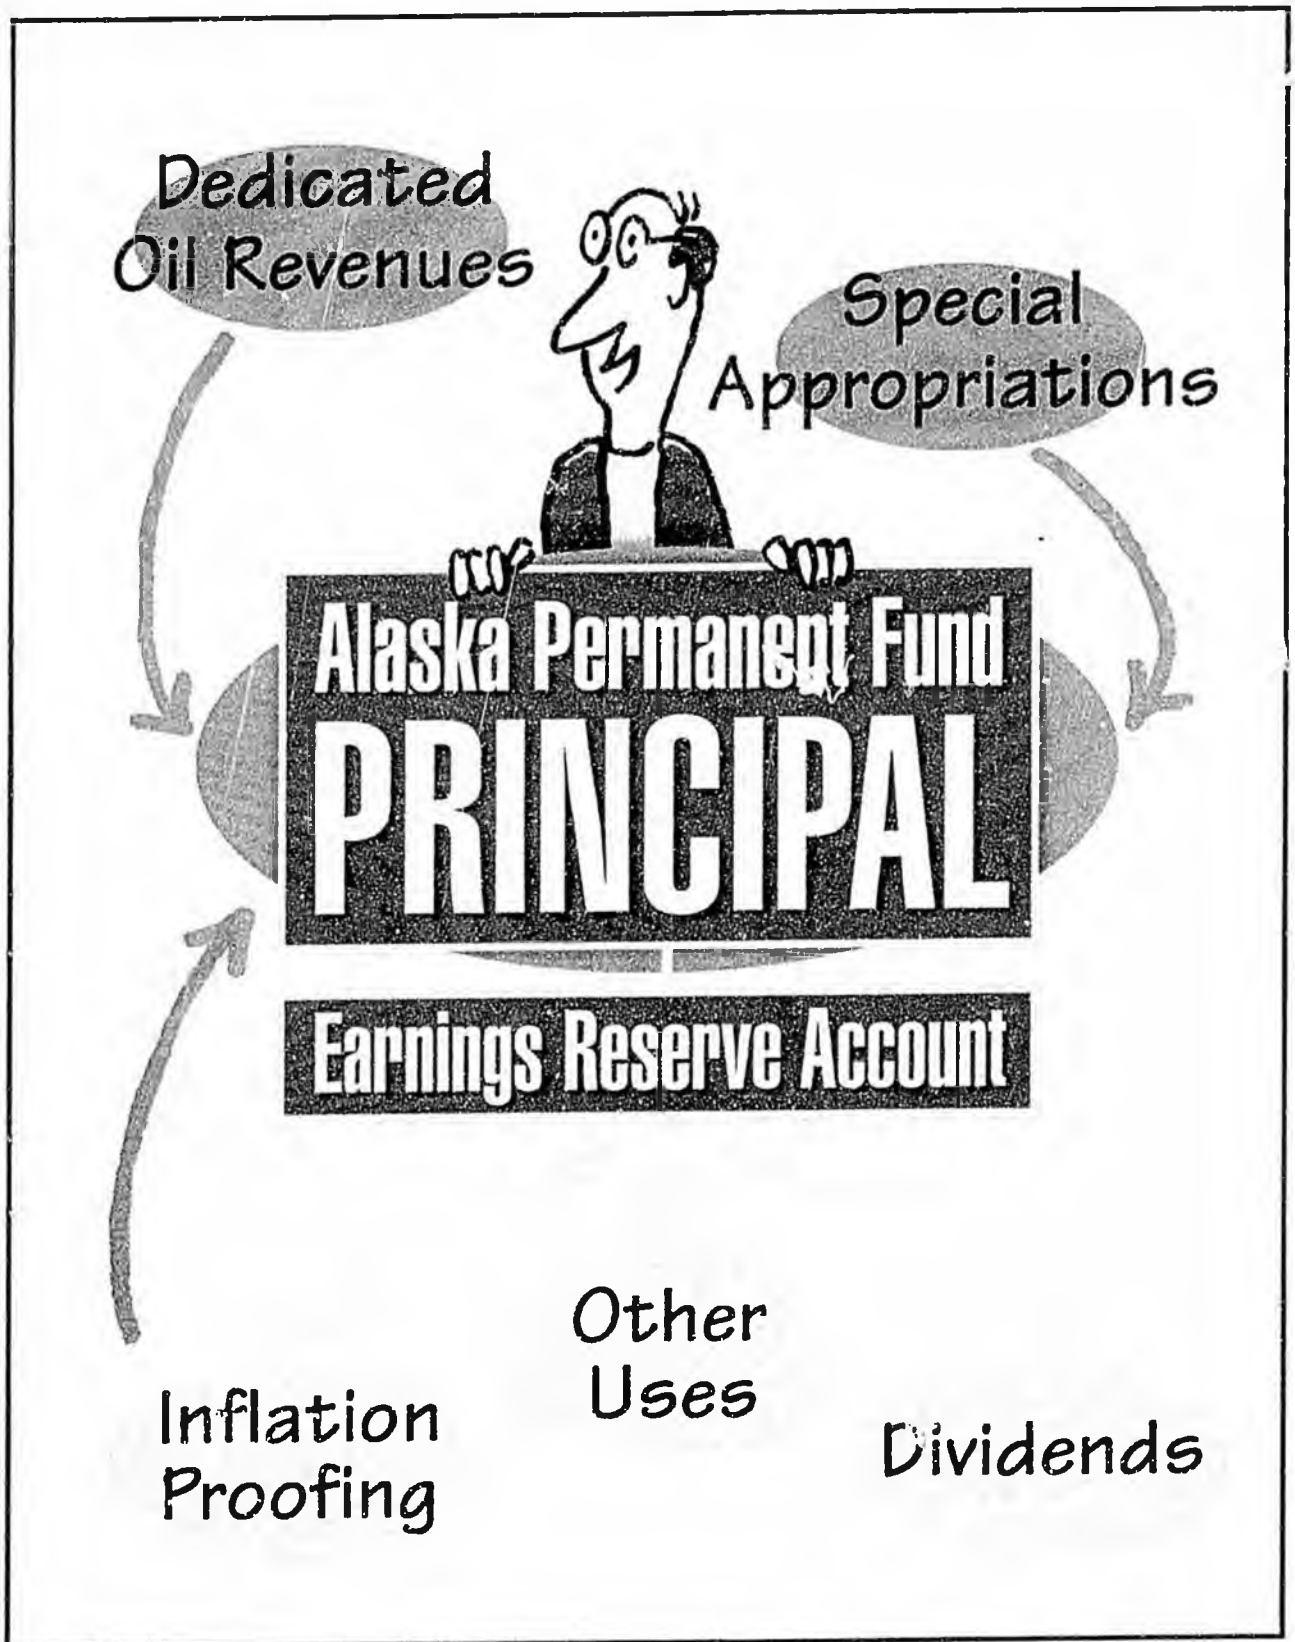 Dedicated
Oil Revenues
Special
Appropriations
Alaska Permanent Fund
PRINCIPAL
Earnings Reserve Account
Other
Uses
Inflation
Proofing
Dividends